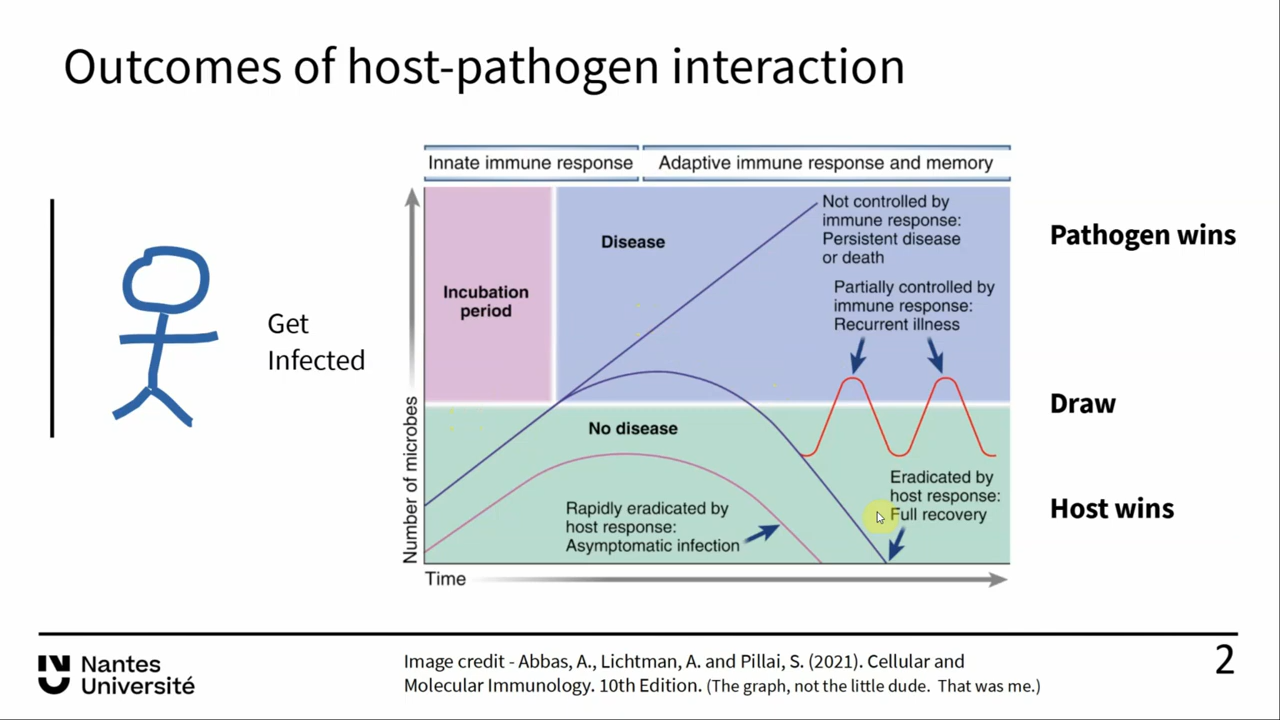 Outcomes of host-pathogen interaction
Innate immune response
Adaptive immune response and memory
Get
Infected
Number of microbes
Incubation
period
Disease
Not controlled by
immune response:
Persistent disease
or death
Partially controlled by
immune response:
Recurrent illness
No disease
Rapidly eradicated by
host response:
Asymptomatic infection
Eradicated by
host response:
Full recovery
Time
Pathogen wins
Draw
Host wins
Nantes
Université
Image credit - Abbas, A., Lichtman, A. and Pillai, S. (2021). Cellular and
Molecular Immunology. 10th Edition. (The graph, not the little dude. That was me.)
2